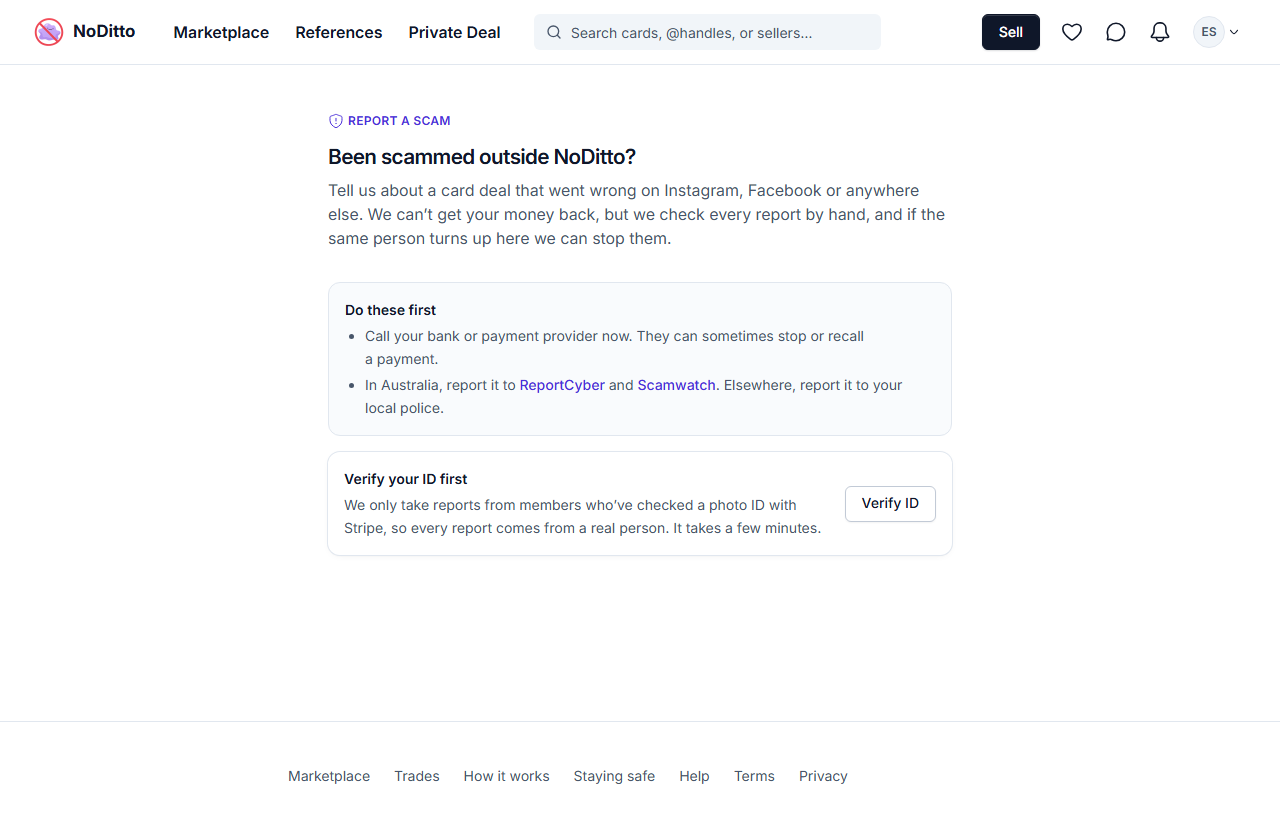 NoDitto
Marketplace
References
Private Deal
Search cards, @handles, or sellers...
Sell
ES
REPORT A SCAM
Been scammed outside NoDitto?
Tell us about a card deal that went wrong on Instagram, Facebook or anywhere
else. We can’t get your money back, but we check every report by hand, and if the
same person turns up here we can stop them.
Do these first
• Call your bank or payment provider now. They can sometimes stop or recall
a payment.
• In Australia, report it to ReportCyber and Scamwatch. Elsewhere, report it to your
local police.
Verify your ID first
We only take reports from members who’ve checked a photo ID with
Stripe, so every report comes from a real person. It takes a few minutes.
Verify ID
Marketplace
Trades
How it works
Staying safe
Help
Terms
Privacy